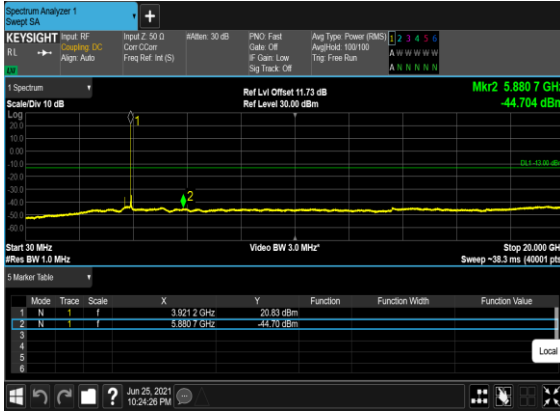 Spectrum Analyzer 1
Swept SA
+
KEYSIGHT Input: RF Input Z: 50 Ω #Atten: 30 dB PNO: Fast Avg Type: Power (RMS) 1 2 3 4 5 6
RL Coupling: DC Corr CCorr Gate: Off Avg|Hold: 100/100 A W W W W W
Align: Auto Freq Ref: Int (S) IF Gain: Low Trig: Free Run
Sig Track: Off A N N N N N
1 Spectrum Ref Lvl Offset 11.73 dB Mkr2 5.880 7 GHz
Scale/Div 10 dB Ref Level 30.00 dBm -44.704 dBm
Log
20.0
10.0
0.00
-10.0
-20.0
-30.0
-40.0
-50.0
-60.0
1
2
DL1 -13.00 dBm
Start 30 MHz Video BW 3.0 MHz* Stop 20.000 GHz
#Res BW 1.0 MHz Sweep ~38.3 ms (40001 pts)
5 Marker Table
Mode Trace Scale X Y Function Function Width Function Value
1 N 1 f 3.921 2 GHz 20.83 dBm
2 N 1 f 5.880 7 GHz -44.70 dBm
3
4
5
6
Local
? Jun 25, 2021
10:24:26 PM